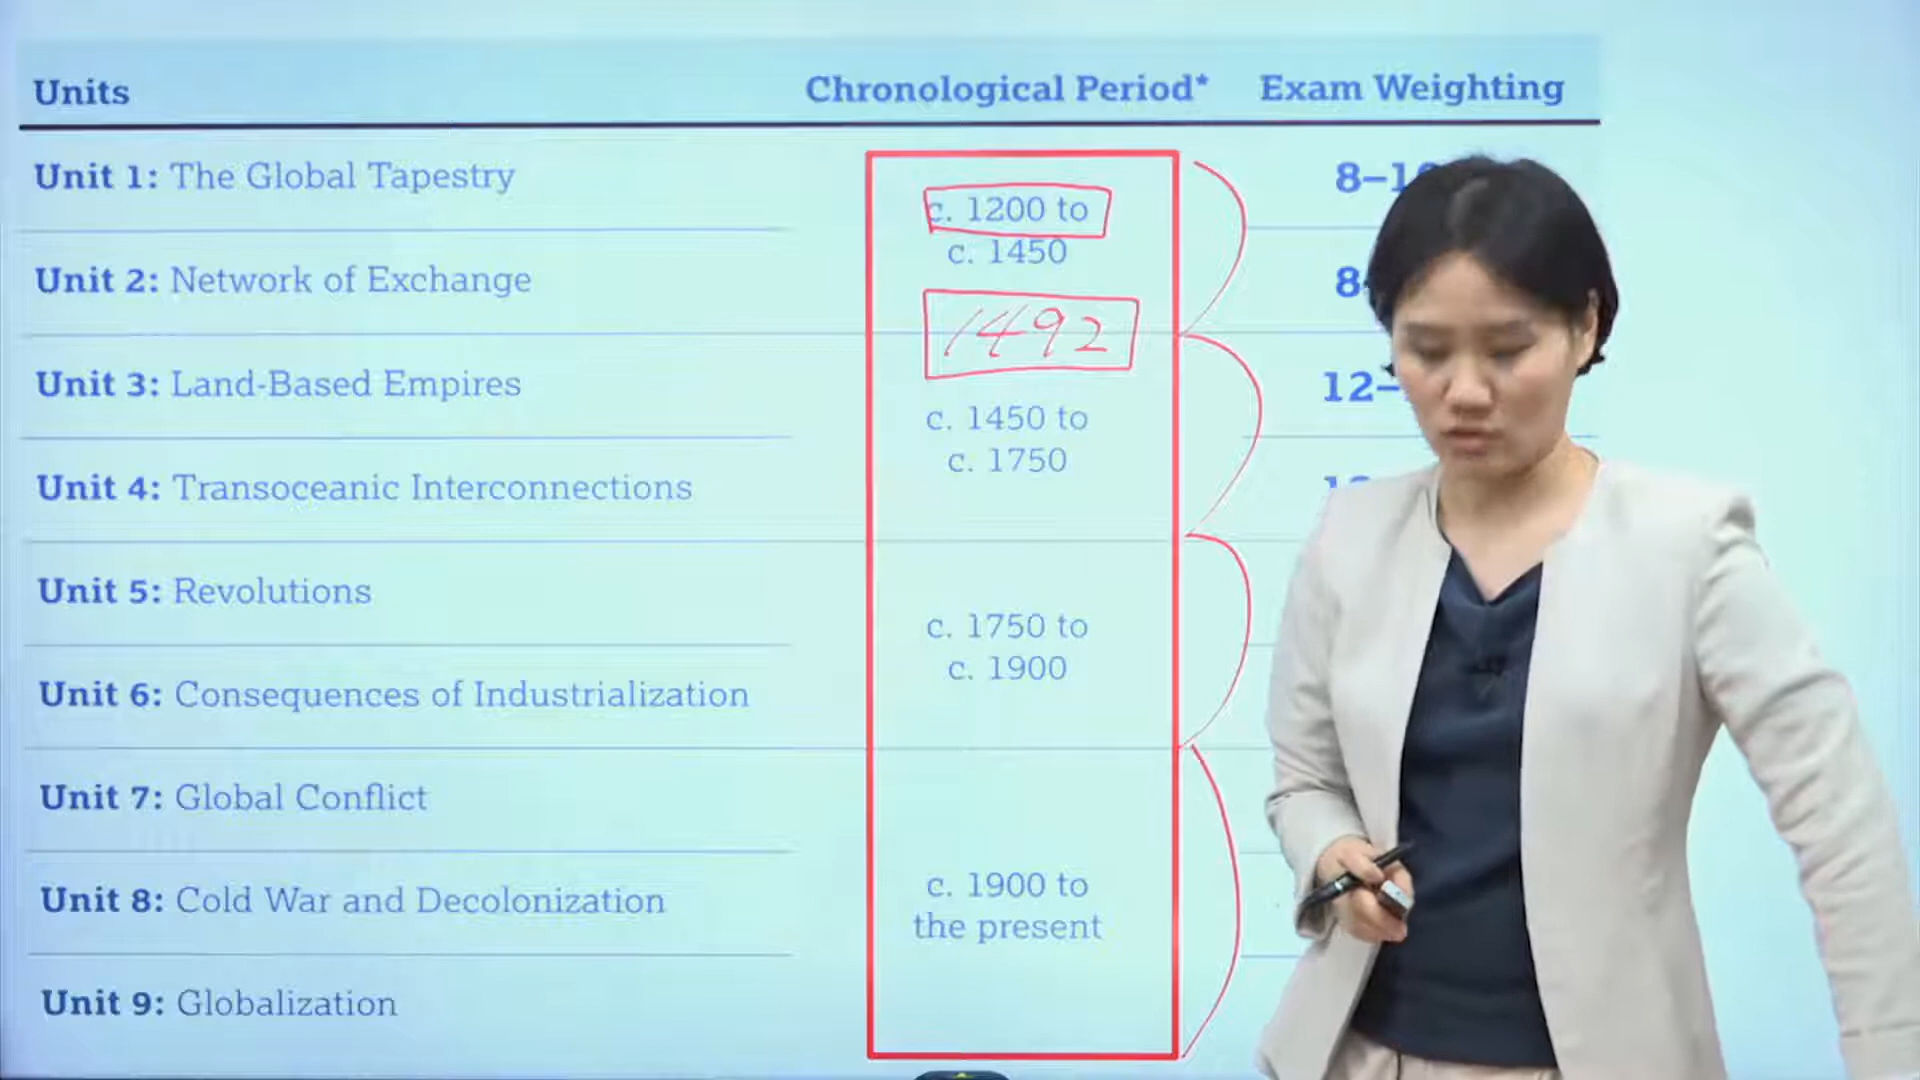 Units Chronological Period* Exam Weighting
Unit 1: The Global Tapestry
c. 1200 to
c. 1450
Unit 2: Network of Exchange
1492
Unit 3: Land-Based Empires
c. 1450 to
c. 1750
Unit 4: Transoceanic Interconnections
Unit 5: Revolutions
c. 1750 to
c. 1900
Unit 6: Consequences of Industrialization
Unit 7: Global Conflict
Unit 8: Cold War and Decolonization
c. 1900 to
the present
Unit 9: Globalization